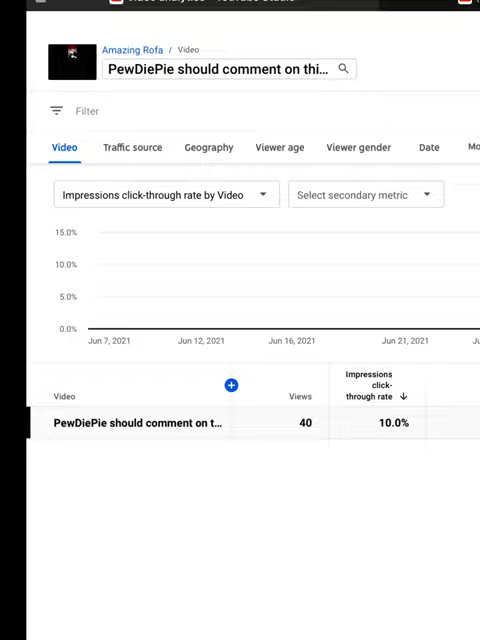 Amazing Rofa / Video
PewDiePie should comment on thi...
Filter
Video Traffic source Geography Viewer age Viewer gender Date
Impressions click-through rate by Video Select secondary metric
15.0%
10.0%
5.0%
0.0%
Jun 7, 2021 Jun 12, 2021 Jun 16, 2021 Jun 21, 2021
Impressions
click-
Video Views through rate
PewDiePie should comment on t... 40 10.0%